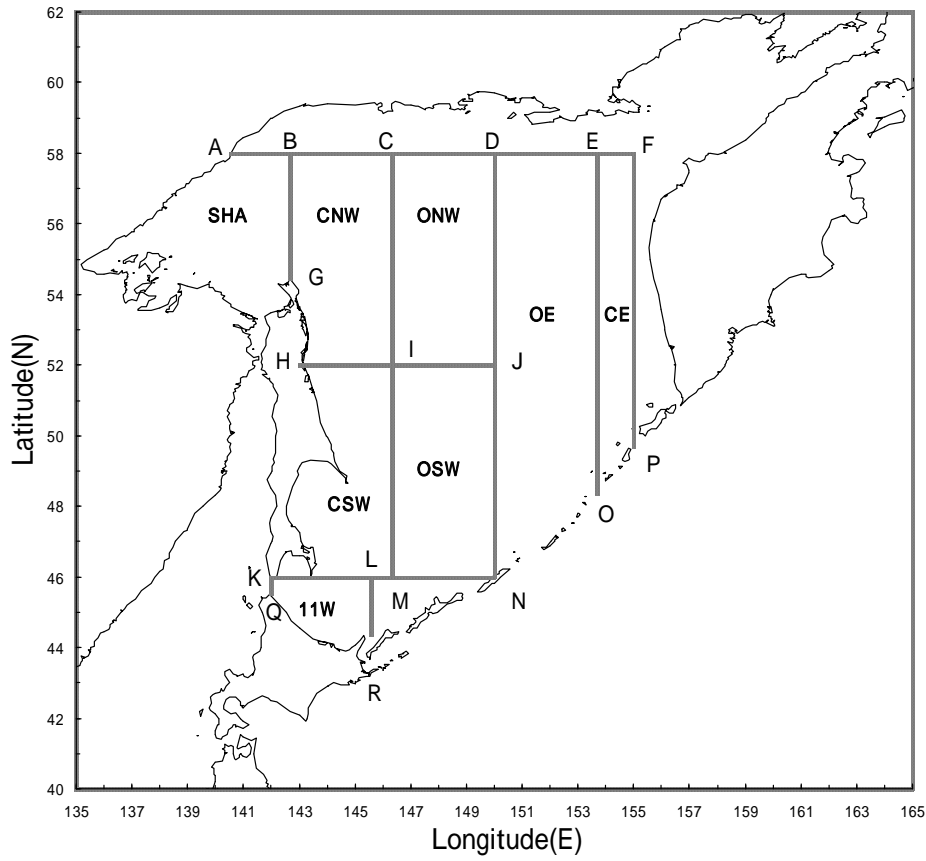 62
60
A B C D E F
58
SHA CNW ONW
56
G
54
OE CE
H I J
52
50
P
OSW
CSW
48
O
L
K
46
M N
Q 11W
44
R
42
40
135 137 139 141 143 145 147 149 151 153 155 157 159 161 163 165
Latitude(N)
Longitude(E)